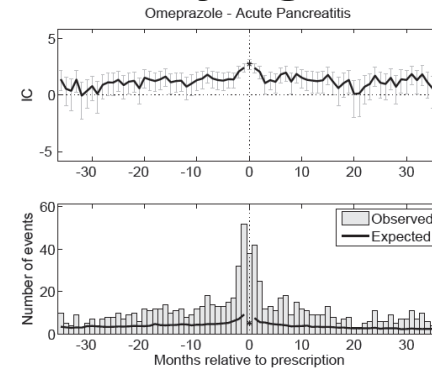 Omeprazole - Acute Pancreatitis
5
0
-5
IC
-30 -20 -10 0 10 20 30
60
40
20
0
Number of events
Observed
Expected
-30 -20 -10 0 10 20 30
Months relative to prescription